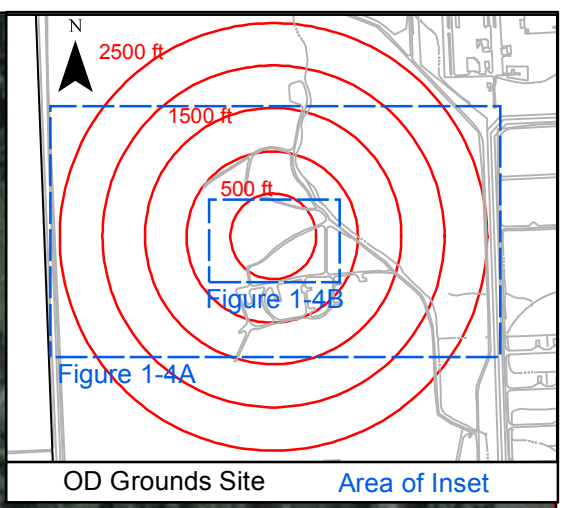 N
2500 ft
1500 ft
500 ft
Figure 1-4B
Figure 1-4A
OD Grounds Site
Area of Inset